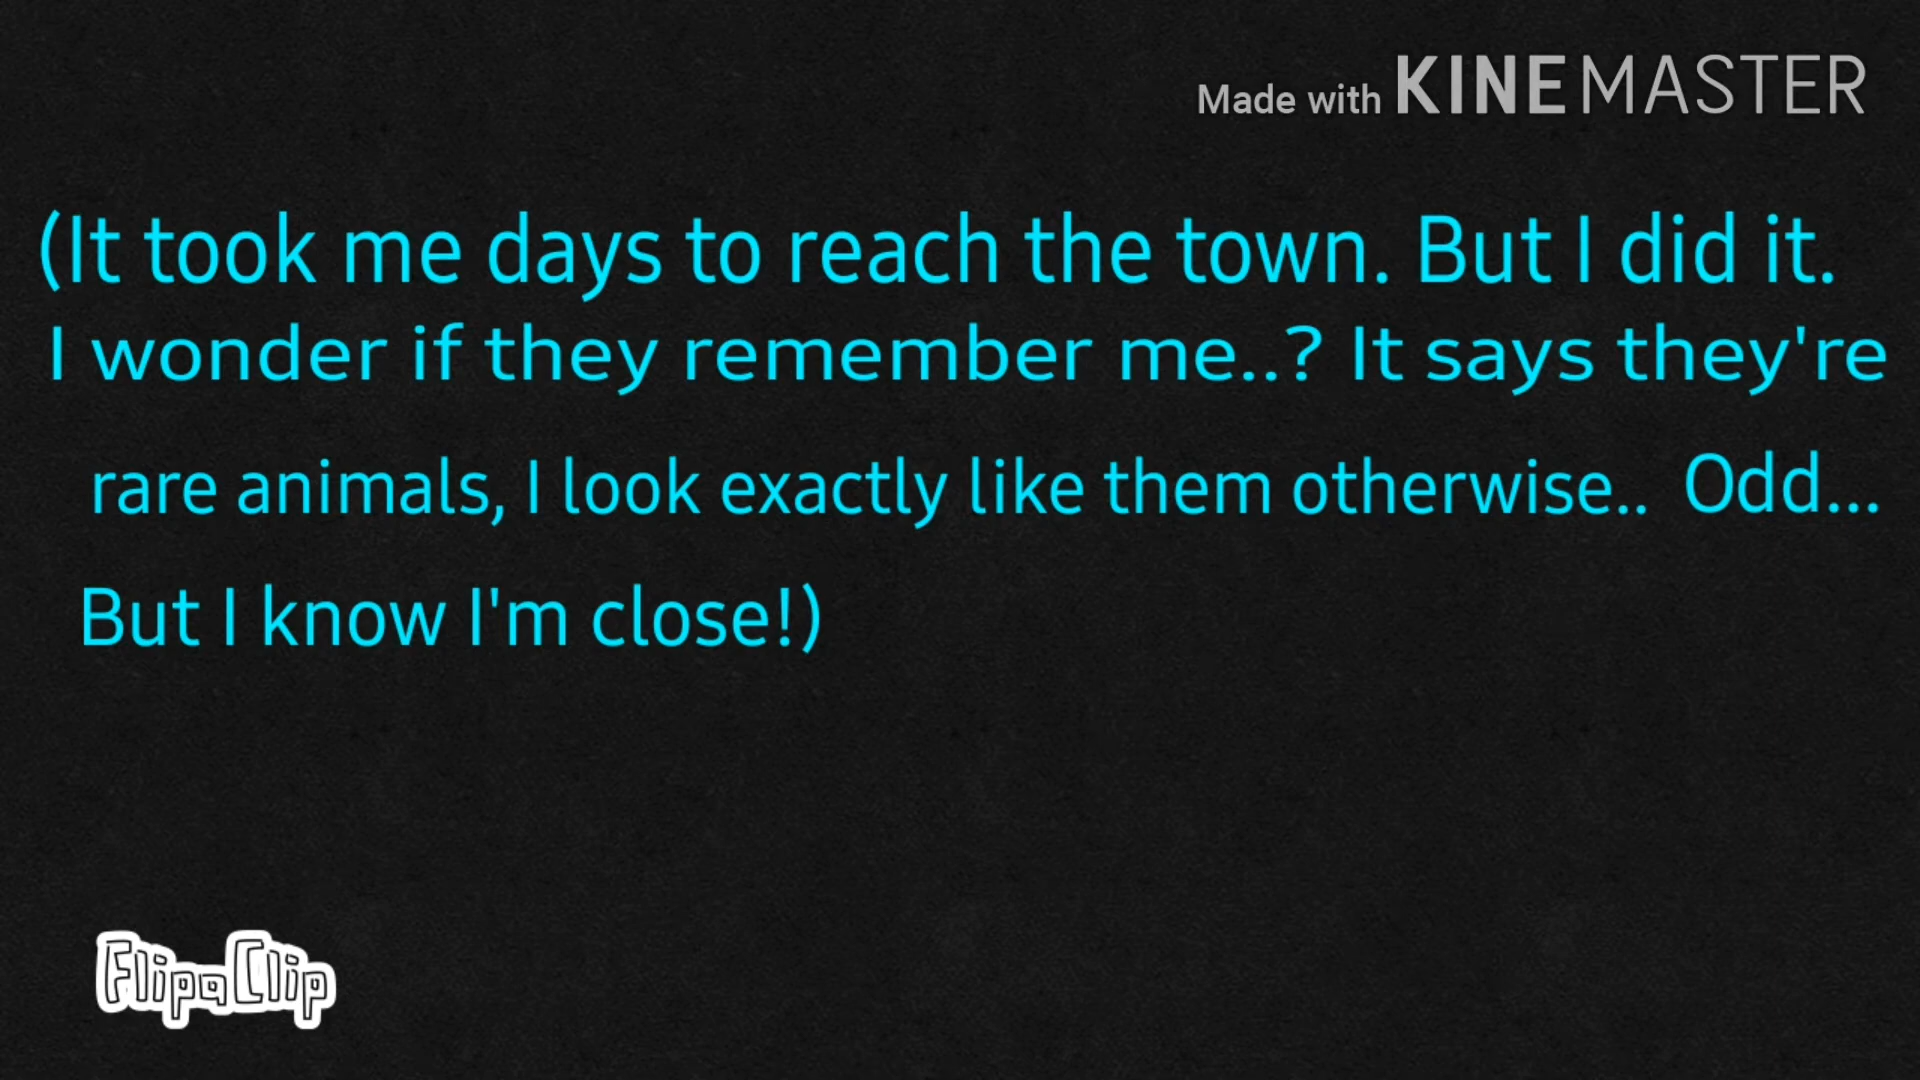 Made with KINEMASTER
(It took me days to reach the town. But I did it.
I wonder if they remember me..? It says they're
rare animals, I look exactly like them otherwise.. Odd...
But I know I'm close!)
FlipaClip